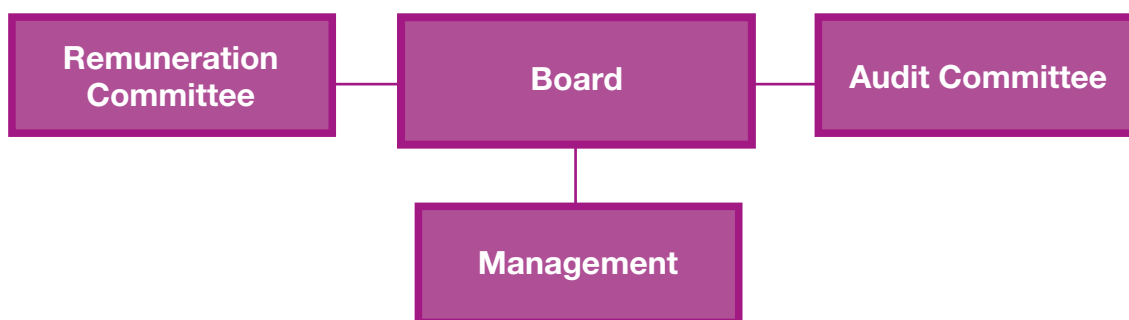 Remuneration
Committee
Board
Audit Committee
Management